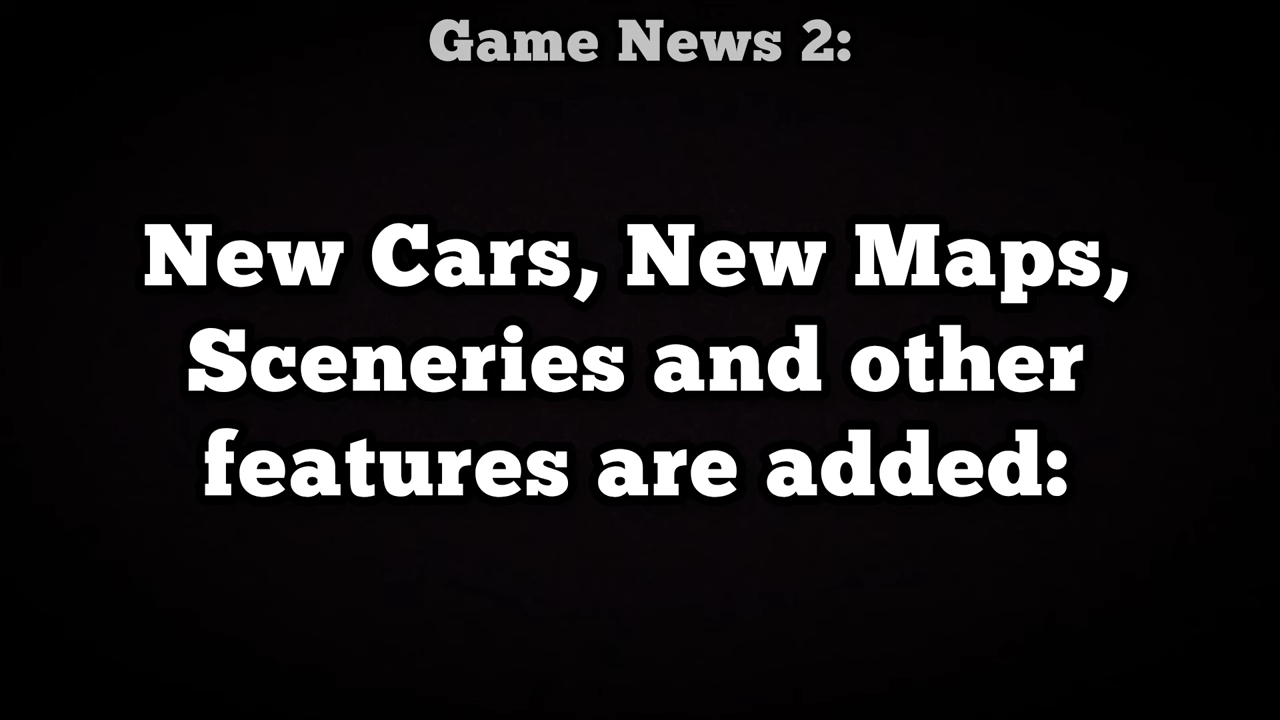 Game News 2:
New Cars, New Maps,
Sceneries and other
features are added: